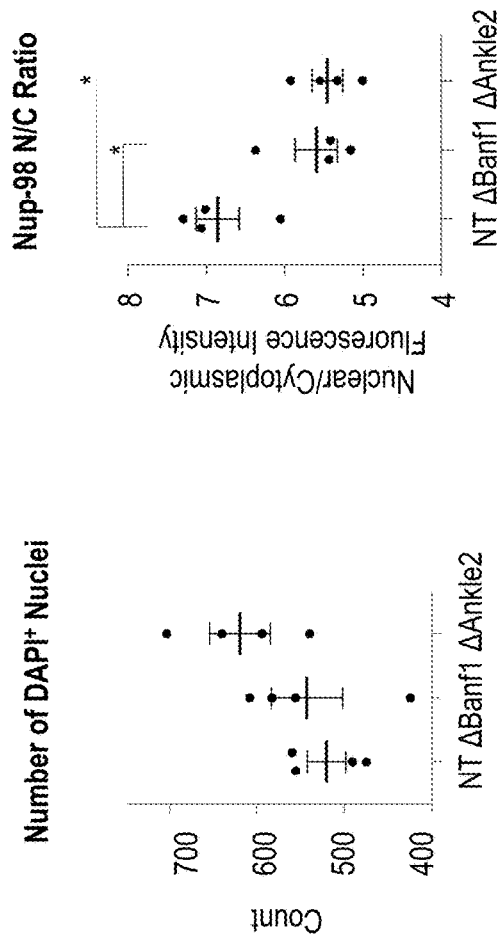 Number of DAPI⁺ Nuclei
Count
700
600
500
400
NT ΔBanf1 ΔAnkle2
Nup-98 N/C Ratio
Nuclear/Cytoplasmic
Fluorescence Intensity
8
7
6
5
4
*
*
NT ΔBanf1 ΔAnkle2